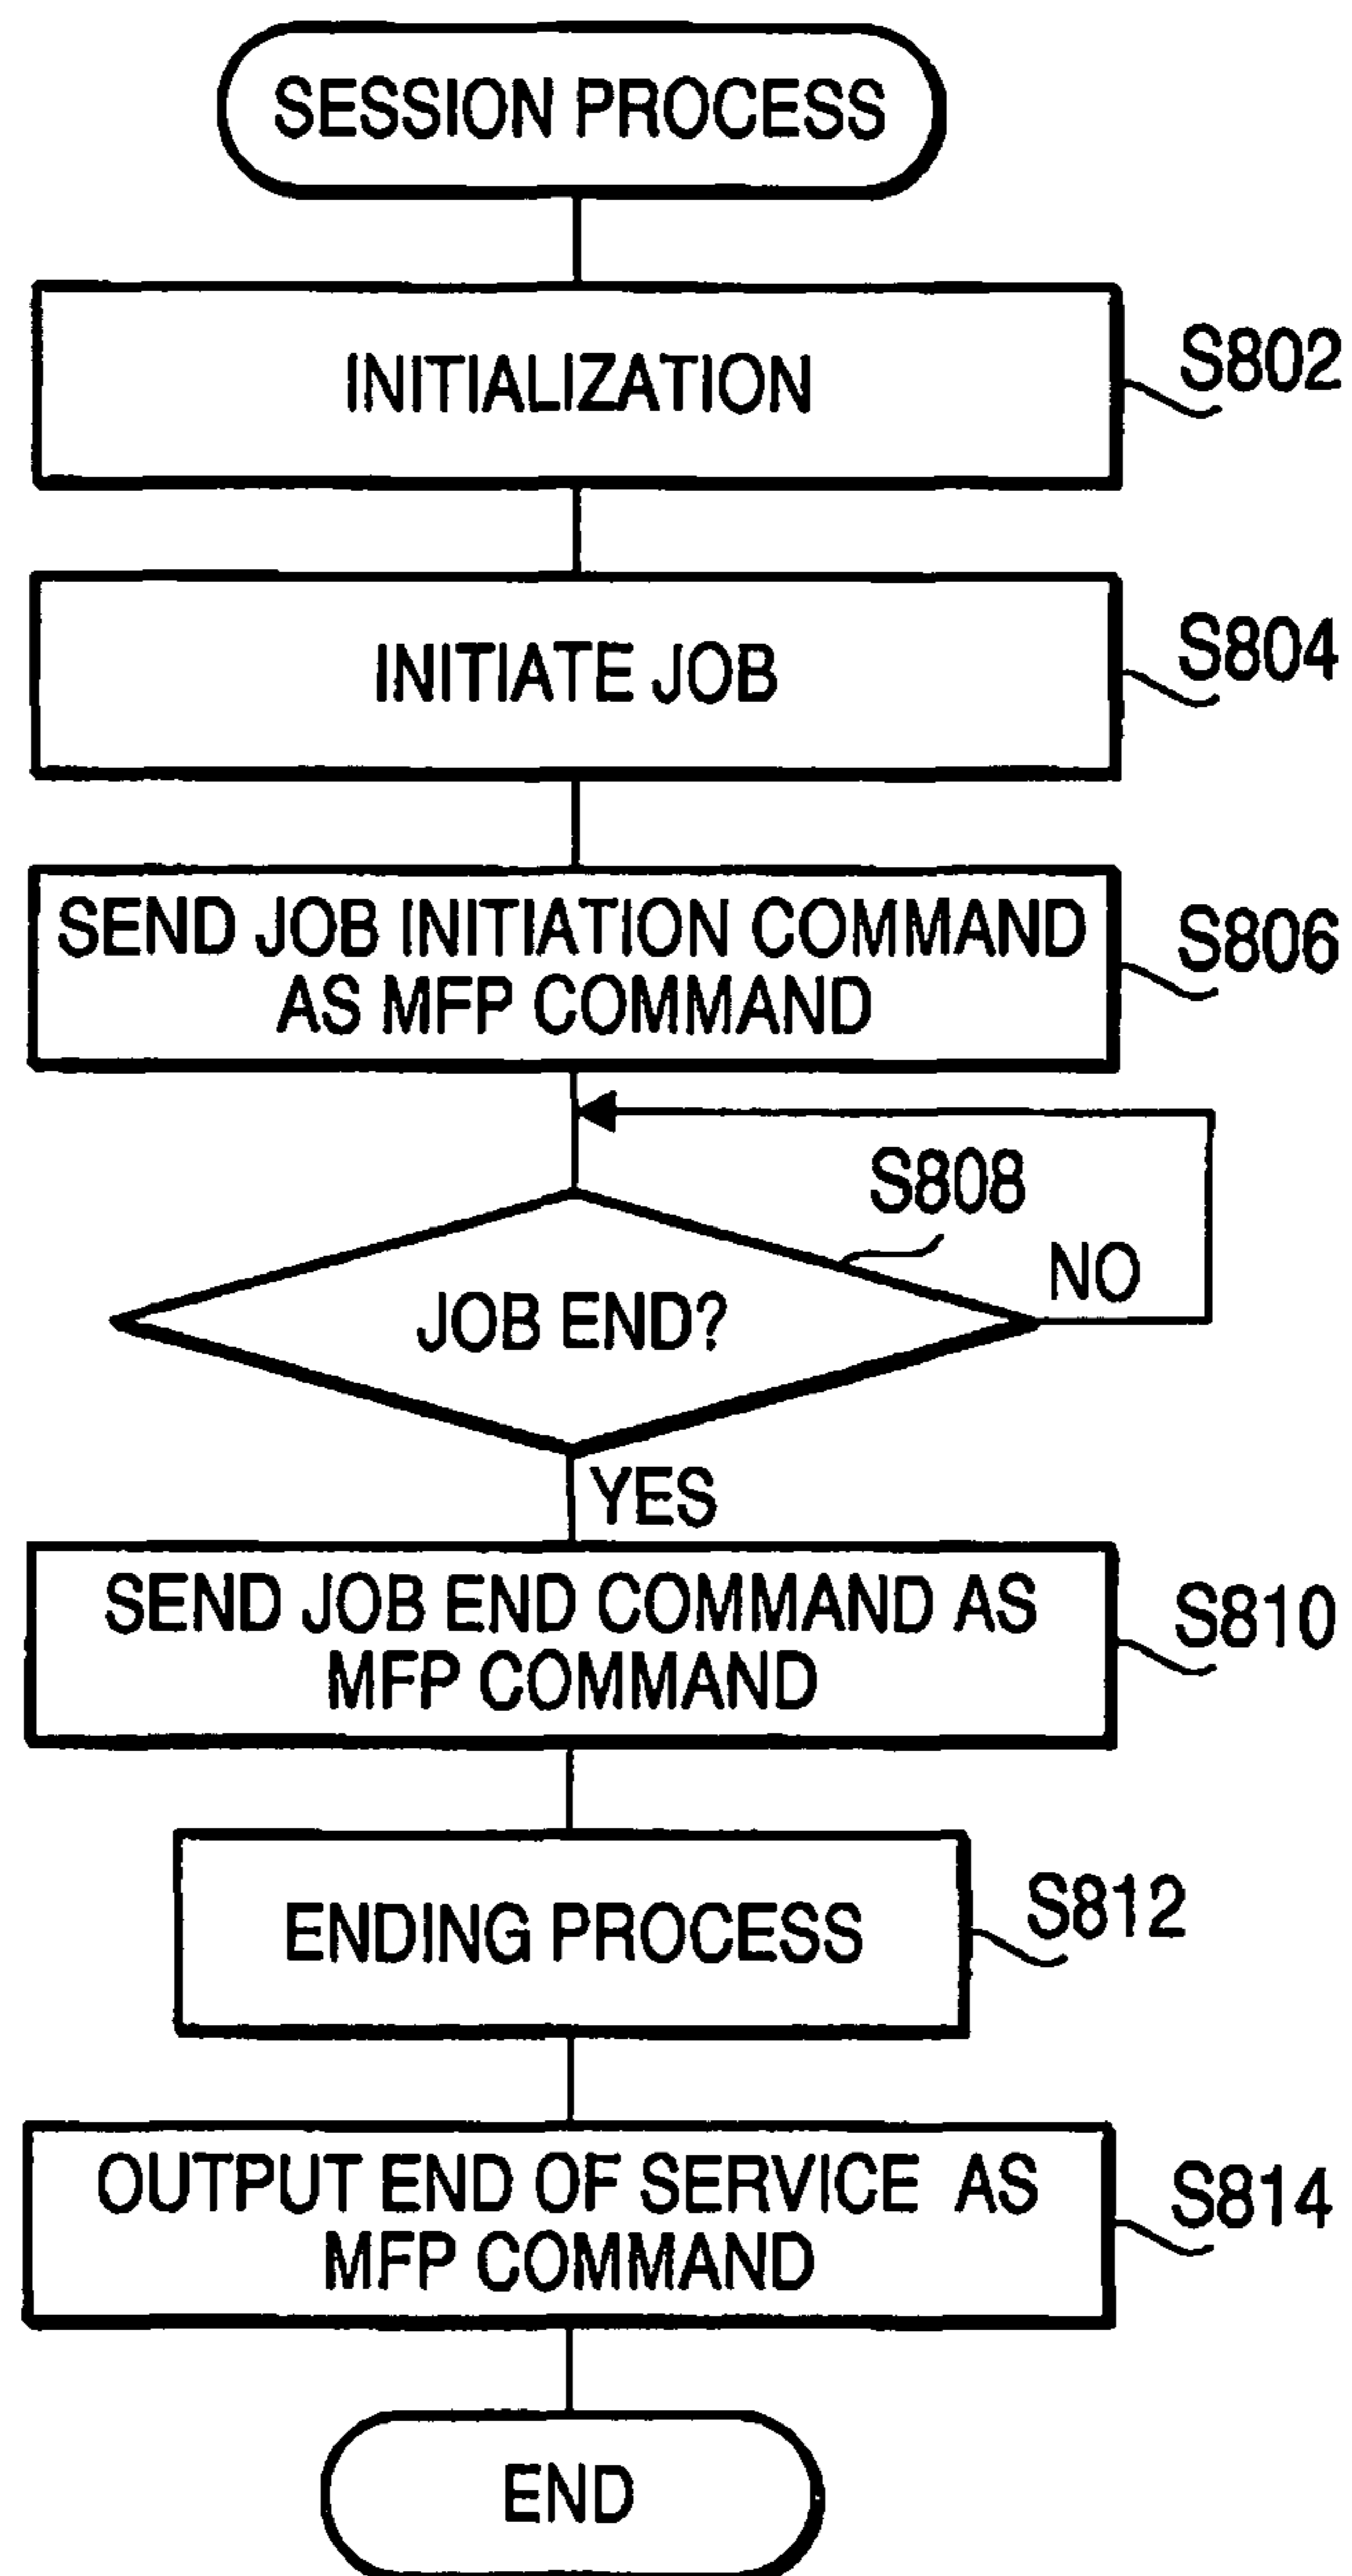 SESSION PROCESS
INITIALIZATION
S802
INITIATE JOB
S804
SEND JOB INITIATION COMMAND
AS MFP COMMAND
S806
S808
JOB END?
NO
YES
SEND JOB END COMMAND AS
MFP COMMAND
S810
ENDING PROCESS
S812
OUTPUT END OF SERVICE AS
MFP COMMAND
S814
END